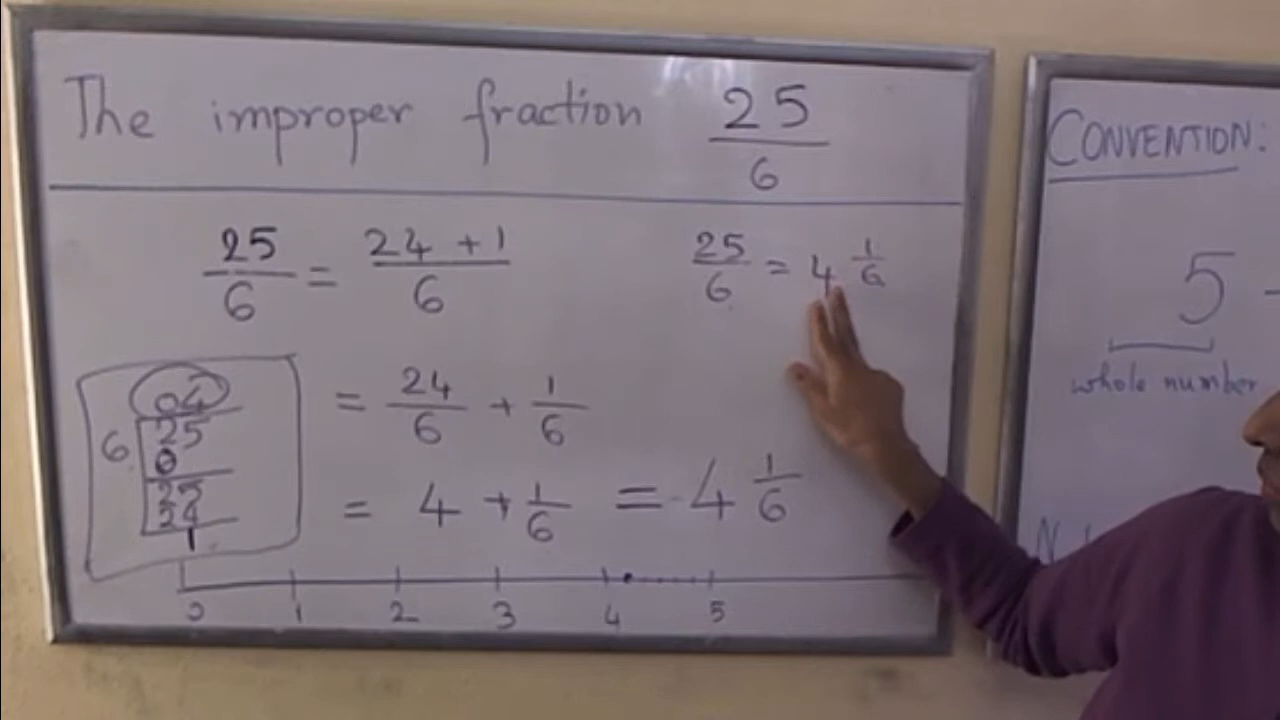 The improper fraction 25/6
25/6 = (24 + 1)/6
25/6 = 4 1/6
= 24/6 + 1/6
= 4 + 1/6 = 4 1/6
04
6 25
0
25
24
1
0 1 2 3 4 5
CONVENTION:
5
whole number